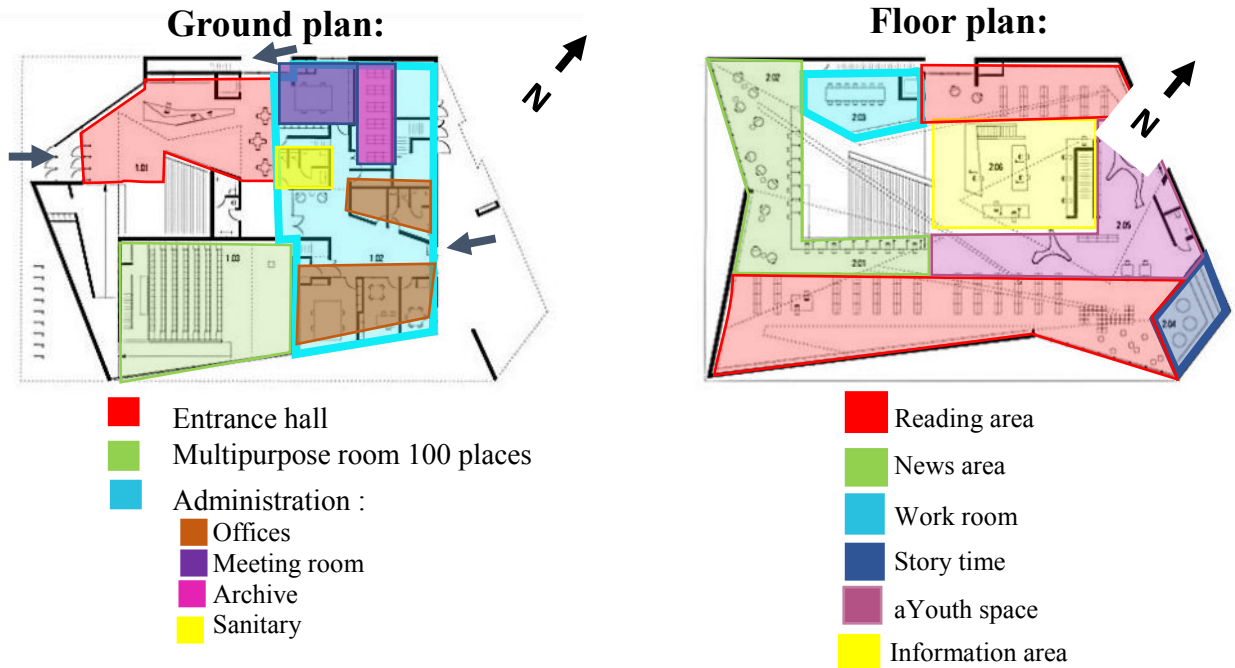 Ground plan:
N
1.01
1.03
1.02
Entrance hall
Multipurpose room 100 places
Administration :
Offices
Meeting room
Archive
Sanitary
Floor plan:
N
2.02
2.03
2.06
2.05
2.01
2.04
Reading area
News area
Work room
Story time
aYouth space
Information area